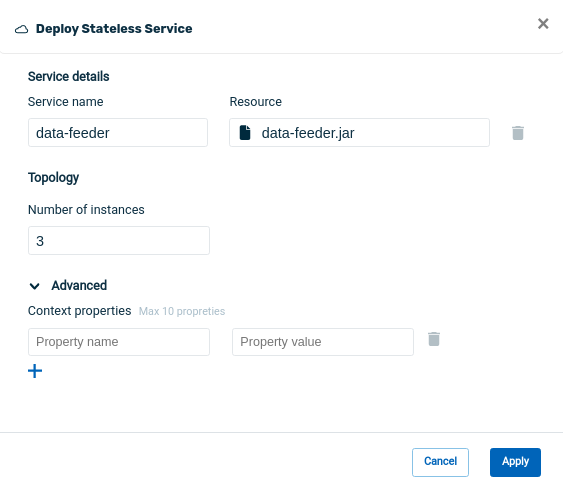 Deploy Stateless Service
Service details
Service name
Resource
data-feeder
data-feeder.jar
Topology
Number of instances
3
Advanced
Context properties Max 10 propreties
Property name
Property value
Cancel
Apply